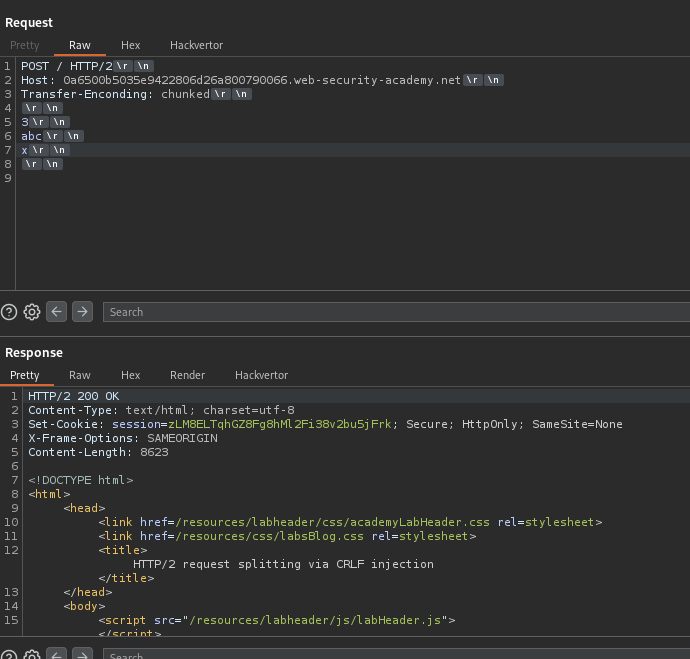 Request
Pretty Raw Hex Hackvertor
1 POST / HTTP/2\r \n
2 Host: 0a6500b5035e9422806d26a800790066.web-security-academy.net\r \n
3 Transfer-Enconding: chunked\r \n
4 \r \n
5 3\r \n
6 abc\r \n
7 x\r \n
8 \r \n
9
Search
Response
Pretty Raw Hex Render Hackvertor
1 HTTP/2 200 OK
2 Content-Type: text/html; charset=utf-8
3 Set-Cookie: session=zLM8ELTqhGZ8Fg8hMl2Fi38v2bu5jFrk; Secure; HttpOnly; SameSite=None
4 X-Frame-Options: SAMEORIGIN
5 Content-Length: 8623
6
7 <!DOCTYPE html>
8 <html>
9 <head>
10 <link href=/resources/labheader/css/academyLabHeader.css rel=stylesheet>
11 <link href=/resources/css/labsBlog.css rel=stylesheet>
12 <title>
HTTP/2 request splitting via CRLF injection
</title>
13 </head>
14 <body>
15 <script src="/resources/labheader/js/labHeader.js">
</script>
Search